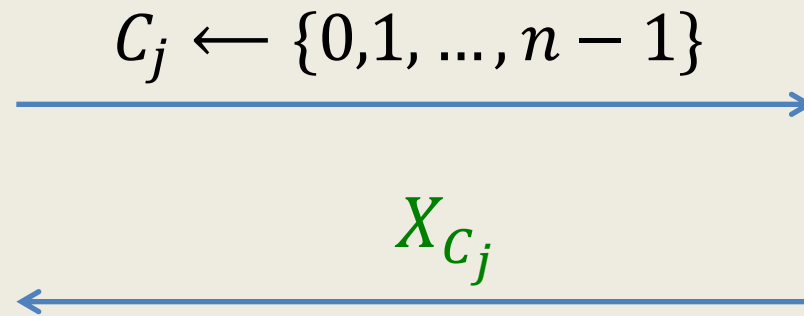 C_j ⟵ {0,1, … , n − 1}
X_{C_j}